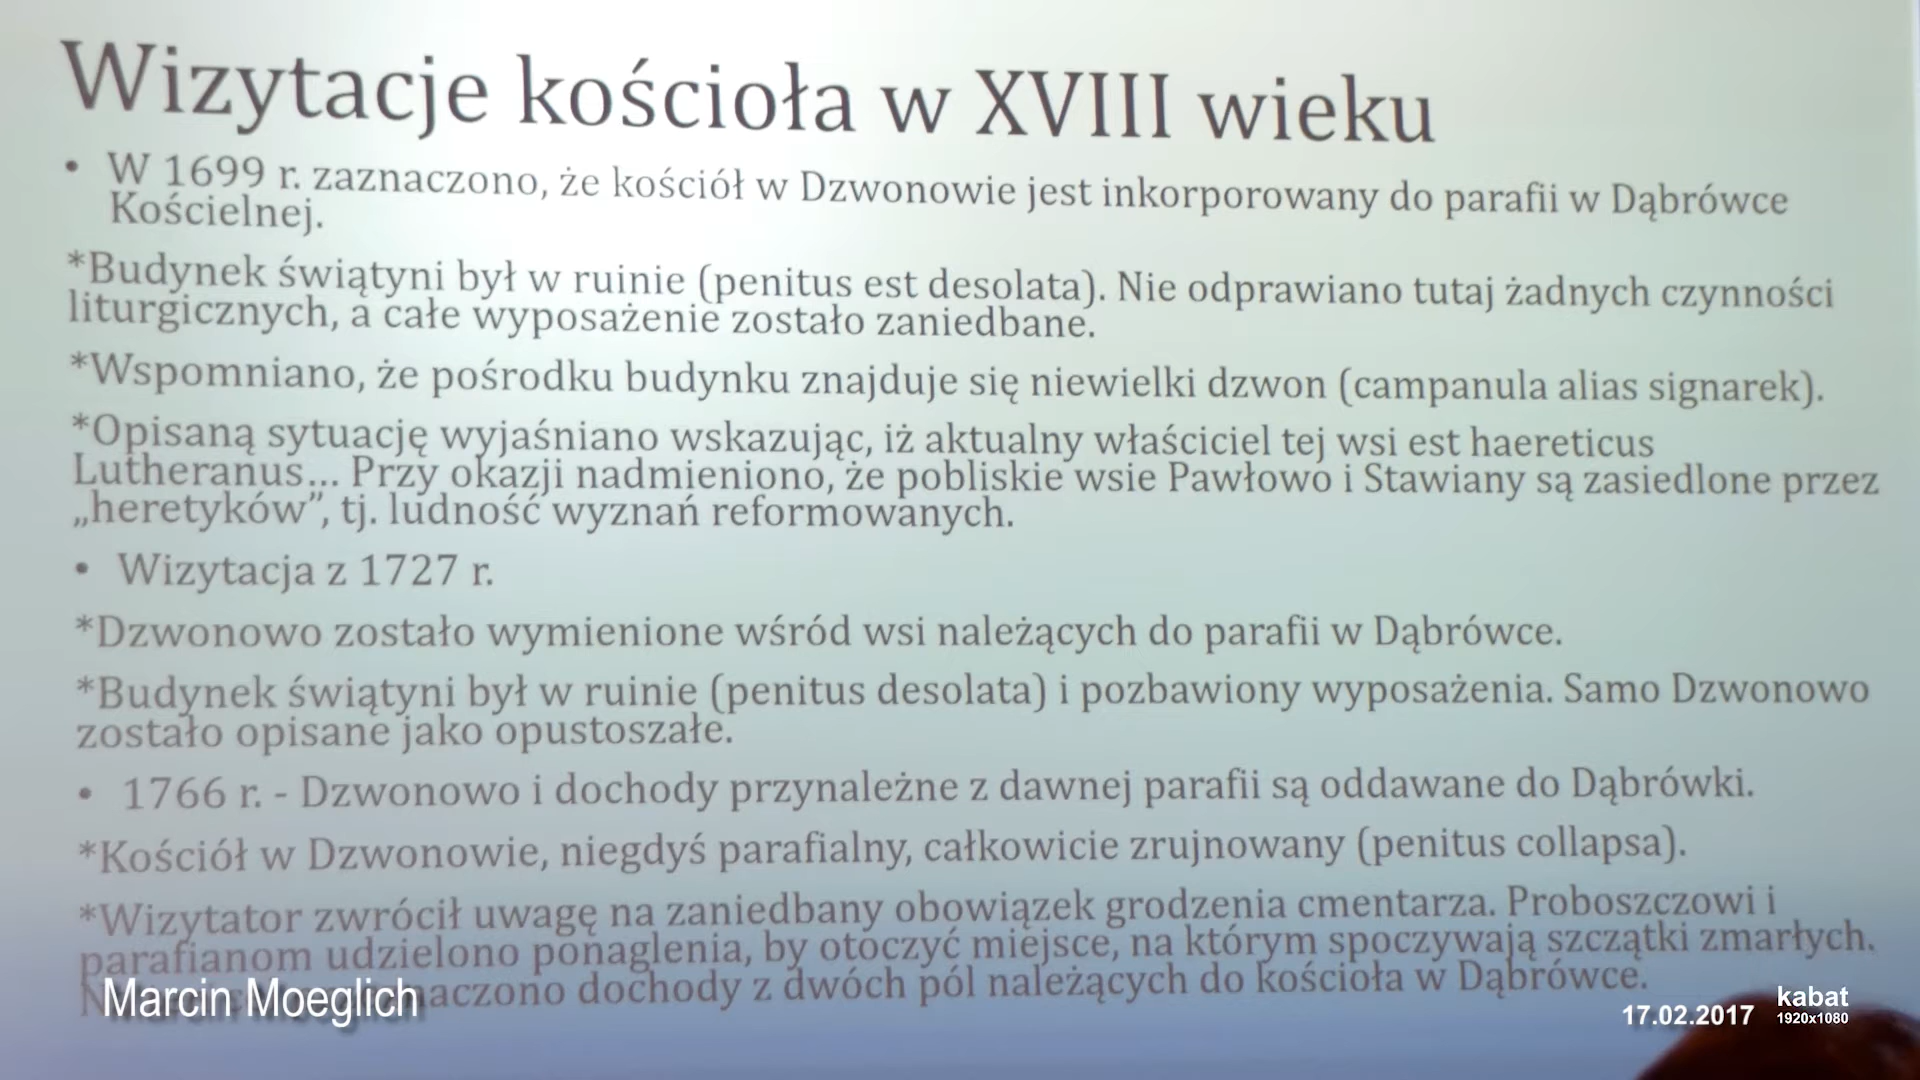 Wizytacje kościoła w XVIII wieku
• W 1699 r. zaznaczono, że kościół w Dzwonowie jest inkorporowany do parafii w Dąbrówce
Kościelnej.
*Budynek świątyni był w ruinie (penitus est desolata). Nie odprawiano tutaj żadnych czynności
liturgicznych, a całe wyposażenie zostało zaniedbane.
*Wspomniano, że pośrodku budynku znajduje się niewielki dzwon (campanula alias signarek).
*Opisaną sytuację wyjaśniano wskazując, iż aktualny właściciel tej wsi est haereticus
Lutheranus... Przy okazji nadmieniono, że pobliskie wsie Pawłowo i Stawiany są zasiedlone przez
„heretyków”, tj. ludność wyznań reformowanych.
• Wizytacja z 1727 r.
*Dzwonowo zostało wymienione wśród wsi należących do parafii w Dąbrówce.
*Budynek świątyni był w ruinie (penitus desolata) i pozbawiony wyposażenia. Samo Dzwonowo
zostało opisane jako opustoszałe.
• 1766 r. - Dzwonowo i dochody przynależne z dawnej parafii są oddawane do Dąbrówki.
*Kościół w Dzwonowie, niegdyś parafialny, całkowicie zrujnowany (penitus collapsa).
*Wizytator zwrócił uwagę na zaniedbany obowiązek grodzenia cmentarza. Proboszczowi i
parafianom udzielono ponaglenia, by otoczyć miejsce, na którym spoczywają szczątki zmarłych.
dochody z dwóch pól należących do kościoła w Dąbrówce.
Marcin Moeglich
17.02.2017
kabat
1920x1080